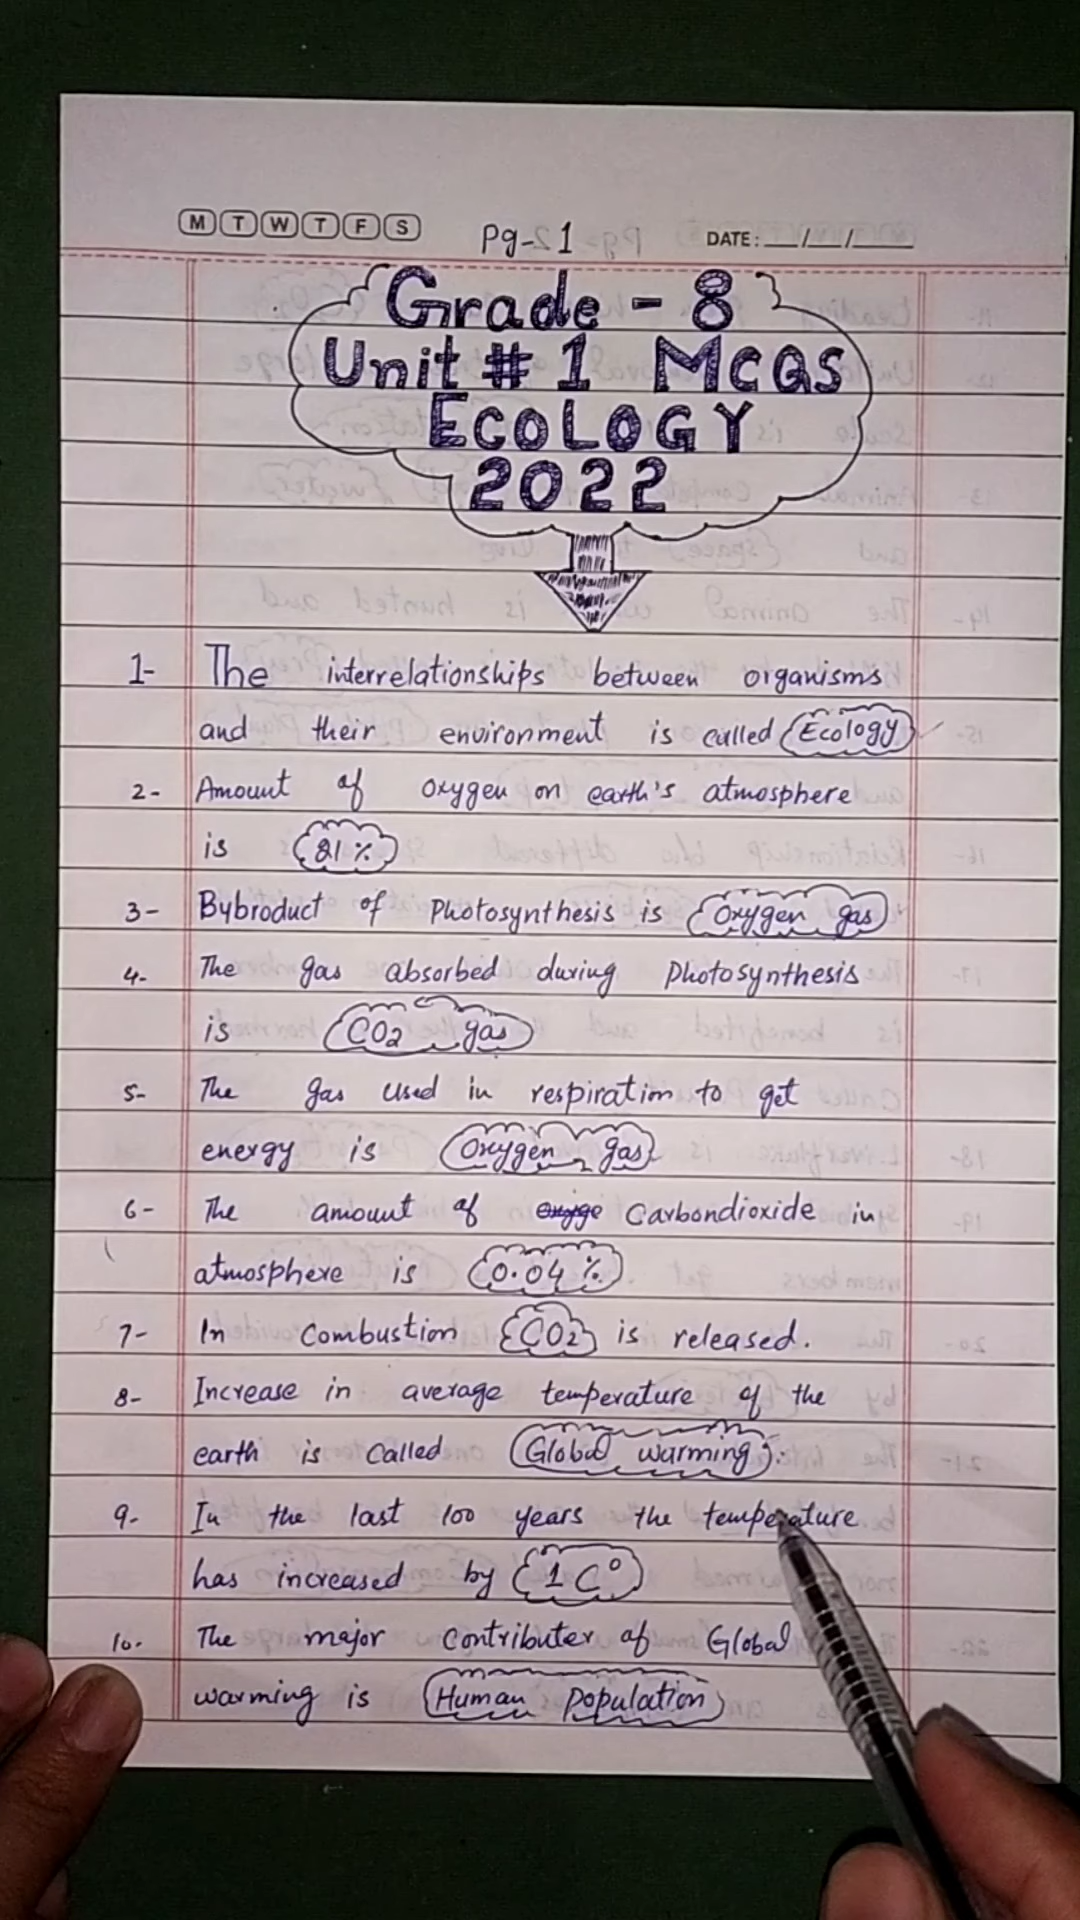 M T W T F S Pg-1 DATE: __/__/__
Grade - 8
Unit # 1 MCQS
ECOLOGY
2022
1- The interrelationships between organisms
and their environment is called Ecology
2- Amount of oxygen on earth's atmosphere
is 21%
3- Bybroduct of Photosynthesis is Oxygen gas
4- The gas absorbed during Photosynthesis
is CO2 gas
5- The gas used in respiration to get
energy is Oxygen gas
6- The amount of Carbondioxide in
atmosphere is 0.04%
7- In Combustion CO2 is released.
8- Increase in average temperature of the
earth is Called Global warming.
9- In the last 100 years the temperature
has increased by 1 C°
10- The major Contributer of Global
warming is Human Population